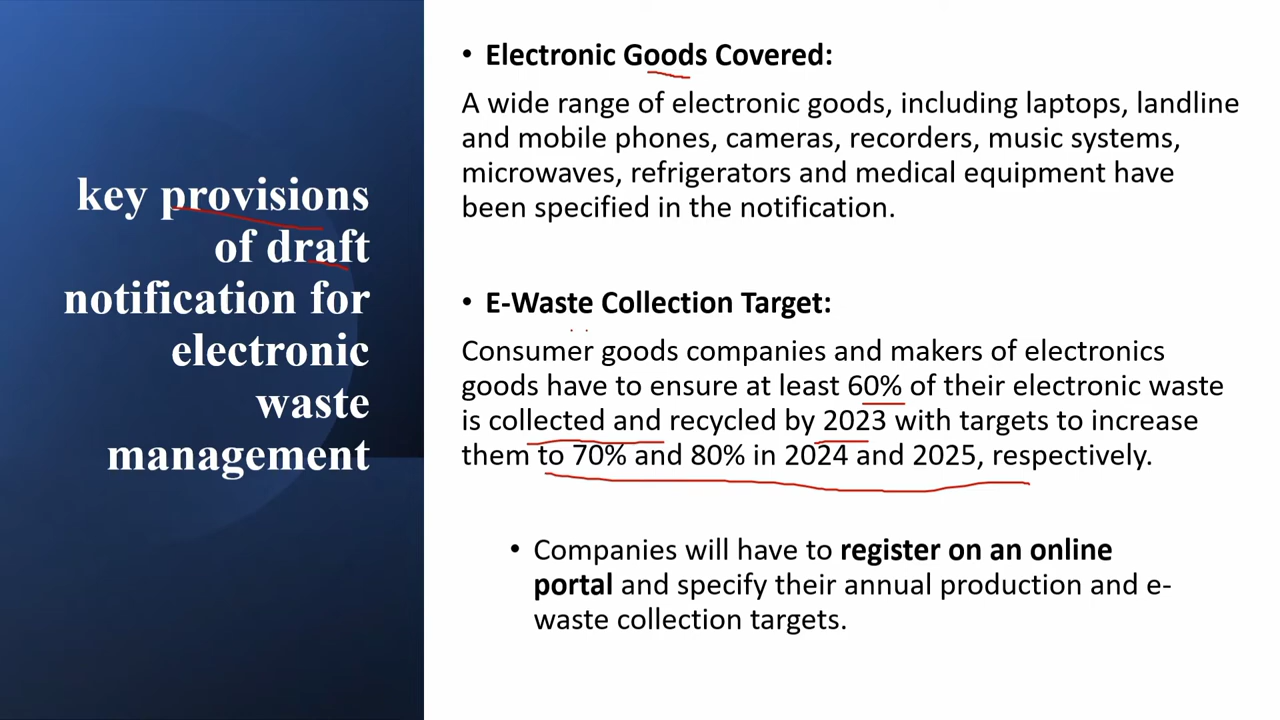 key provisions
of draft
notification for
electronic
waste
management
• Electronic Goods Covered:
A wide range of electronic goods, including laptops, landline
and mobile phones, cameras, recorders, music systems,
microwaves, refrigerators and medical equipment have
been specified in the notification.
• E-Waste Collection Target:
Consumer goods companies and makers of electronics
goods have to ensure at least 60% of their electronic waste
is collected and recycled by 2023 with targets to increase
them to 70% and 80% in 2024 and 2025, respectively.
• Companies will have to register on an online
portal and specify their annual production and e-
waste collection targets.